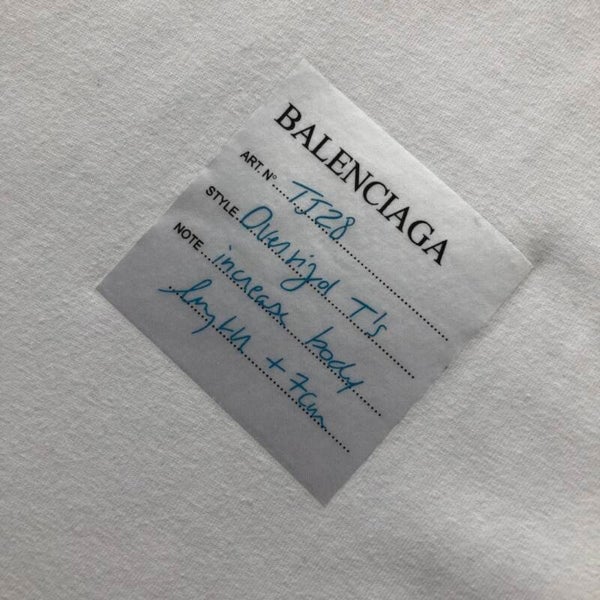 BALENCIAGA
ART. N° TJ28
STYLE Oversized T's
NOTE increase body
length + 7cm